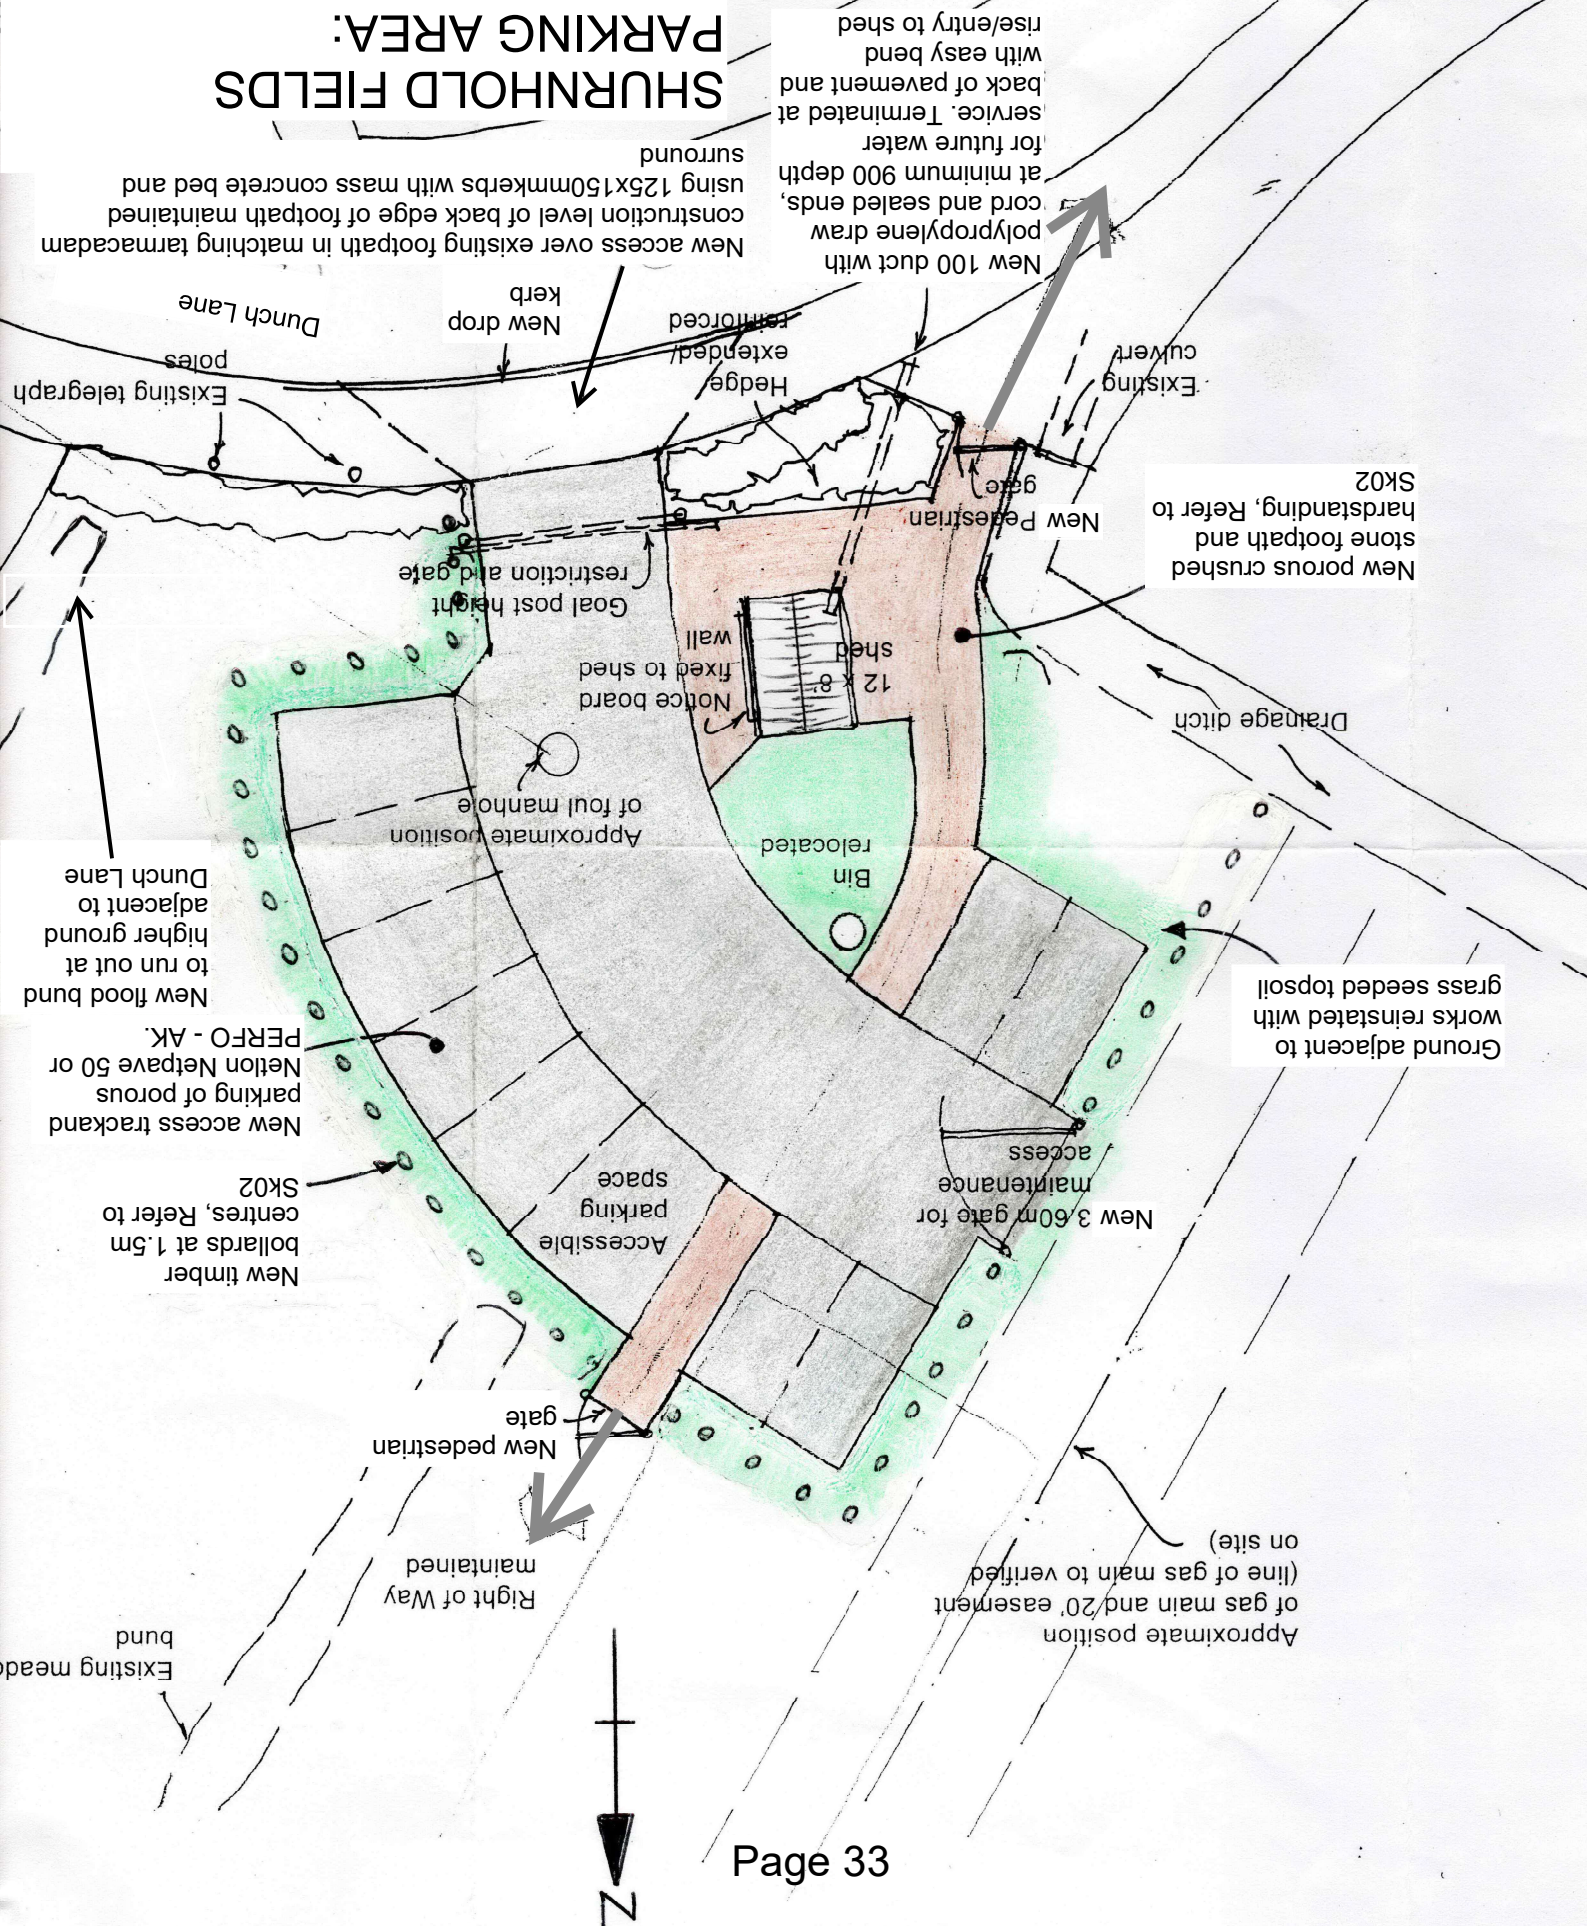 SHURNHOLD FIELDS
PARKING AREA:
New access over existing footpath in matching tarmacadam
construction level of back edge of footpath maintained
using 125x150mmkerbs with mass concrete bed and
surround
New 100 duct with
polypropylene draw
cord and sealed ends,
at minimum 900 depth
for future water
service. Terminated at
back of pavement and
with easy bend
rise/entry to shed
Dunch Lane
New drop
kerb
Existing telegraph
poles
Hedge
extended/
reinforced
Existing
culvert
New Pedestrian
gate
New porous crushed
stone footpath and
hardstanding, Refer to
Sk02
Goal post height
restriction and gate
Notice board
fixed to shed
wall
12 x 8'
shed
Drainage ditch
Approximate position
of foul manhole
Bin
relocated
New flood bund
to run out at
higher ground
adjacent to
Dunch Lane
New access trackand
parking of porous
Netlon Netpave 50 or
PERFO - AK.
Ground adjacent to
works reinstated with
grass seeded topsoil
New timber
bollards at 1.5m
centres, Refer to
Sk02
Accessible
parking
space
New 3.60m gate for
maintenance
access
New pedestrian
gate
Right of Way
maintained
Approximate position
of gas main and 20' easement
(line of gas main to verified
on site)
Existing meado
bund
N
Page 33